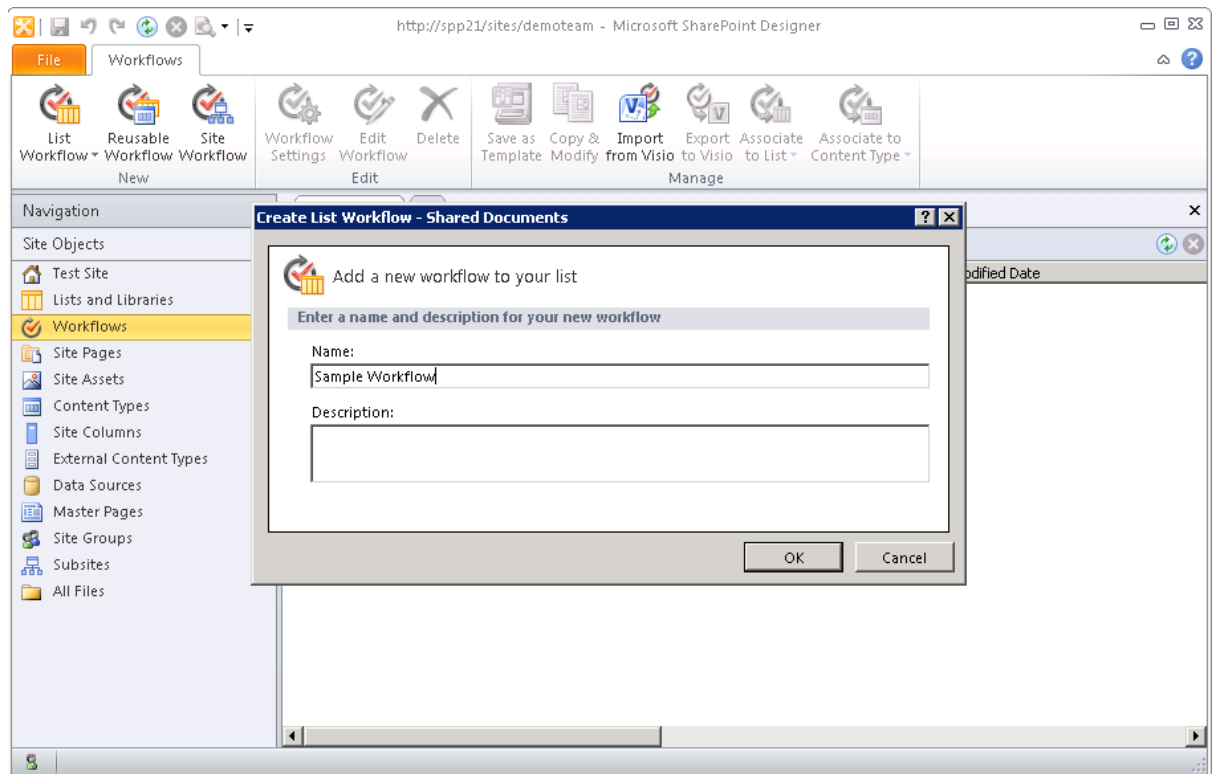 http://spp21/sites/demoteam - Microsoft SharePoint Designer
File
Workflows
List Workflow
Reusable Workflow
Site Workflow
New
Workflow Settings
Edit Workflow
Delete
Edit
Save as Template
Copy & Modify
Import from Visio
Export to Visio
Associate to List
Associate to Content Type
Manage
Navigation
Site Objects
Test Site
Lists and Libraries
Workflows
Site Pages
Site Assets
Content Types
Site Columns
External Content Types
Data Sources
Master Pages
Site Groups
Subsites
All Files
Create List Workflow - Shared Documents
Add a new workflow to your list
Enter a name and description for your new workflow
Name:
Sample Workflow
Description:
OK
Cancel
odified Date